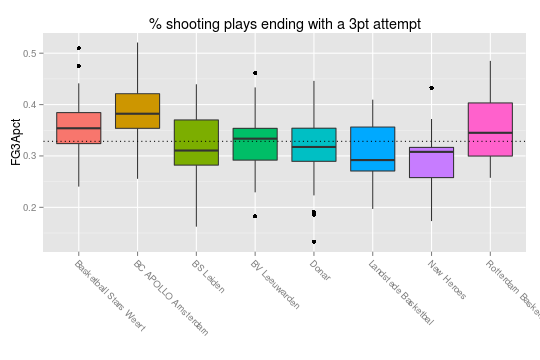 % shooting plays ending with a 3pt attempt
FG3Apct
0.5
0.4
0.3
0.2
Basketball Stars Weert
BC APOLLO Amsterdam
BS Leiden
BV Leeuwarden
Donar
Landstede Basketbal
New Heroes
Rotterdam Basket